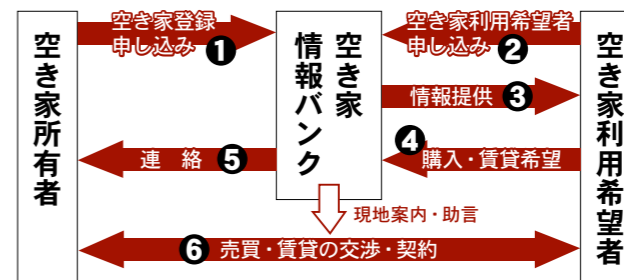 空き家所有者
空き家登録
申し込み❶
空き家
情報バンク
空き家利用希望者
申し込み❷
情報提供❸
❹
購入・賃貸希望
連　絡❺
現地案内・助言
❻売買・賃貸の交渉・契約
空き家利用希望者